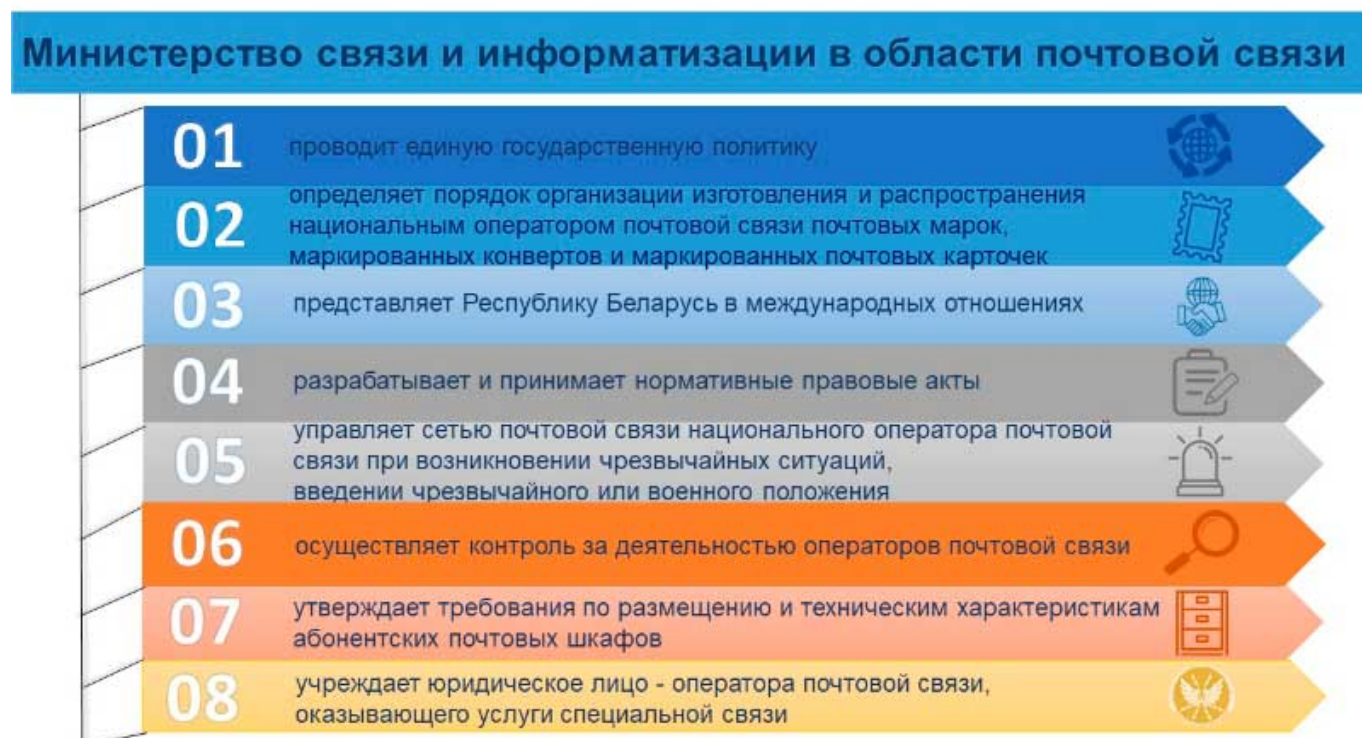 Министерство связи и информатизации в области почтовой связи
01
проводит единую государственную политику
02
определяет порядок организации изготовления и распространения
национальным оператором почтовой связи почтовых марок,
маркированных конвертов и маркированных почтовых карточек
03
представляет Республику Беларусь в международных отношениях
04
разрабатывает и принимает нормативные правовые акты
05
управляет сетью почтовой связи национального оператора почтовой
связи при возникновении чрезвычайных ситуаций,
введении чрезвычайного или военного положения
06
осуществляет контроль за деятельностью операторов почтовой связи
07
утверждает требования по размещению и техническим характеристикам
абонентских почтовых шкафов
08
учреждает юридическое лицо - оператора почтовой связи,
оказывающего услуги специальной связи